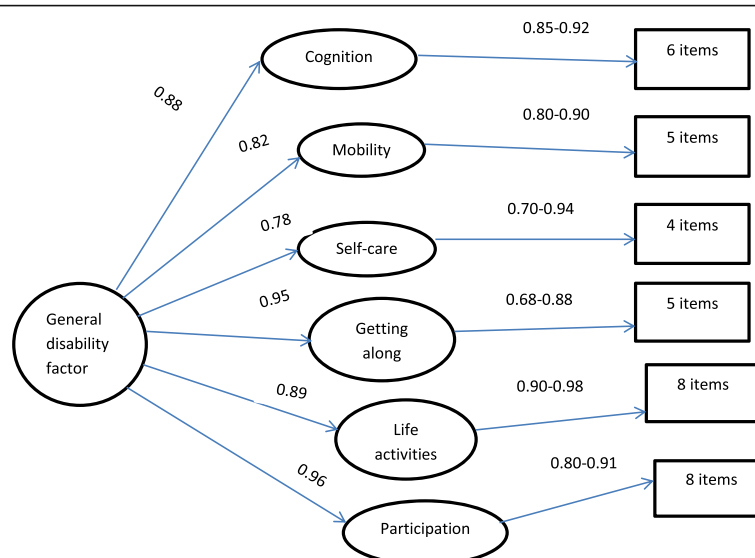 0.85-0.92
Cognition
6 items
0.88
0.80-0.90
0.82
Mobility
5 items
0.70-0.94
0.78
Self-care
4 items
0.95
0.68-0.88
5 items
General
disability
factor
Getting
along
0.89
0.90-0.98
8 items
Life
activities
0.96
0.80-0.91
8 items
Participation